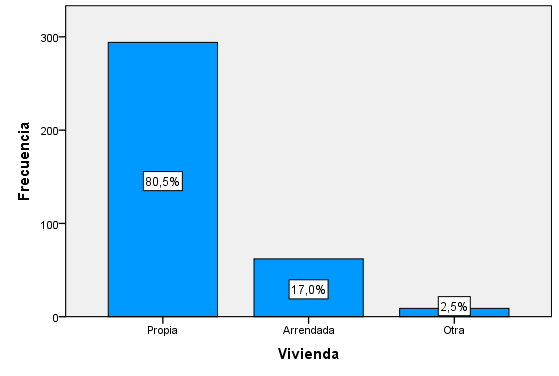 Frecuencia
300
200
100
0
80,5%
17,0%
2,5%
Propia
Arrendada
Otra
Vivienda